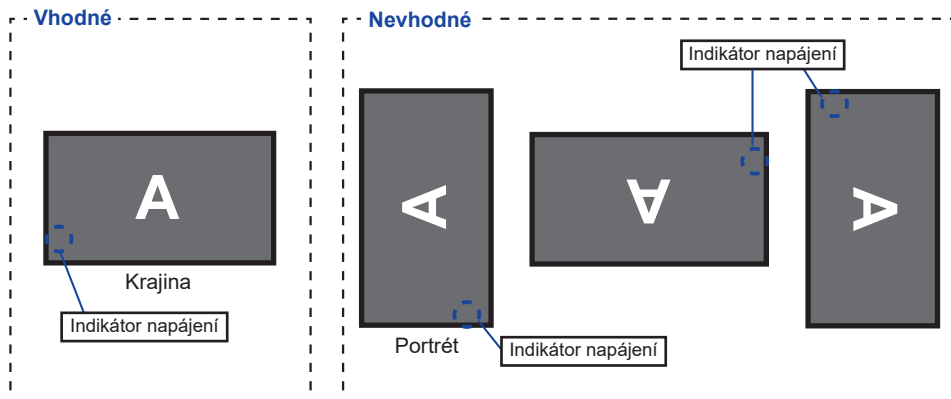 Vhodné
A
Krajina
Indikátor napájení
Nevhodné
Indikátor napájení
A
A
A
Portrét
Indikátor napájení